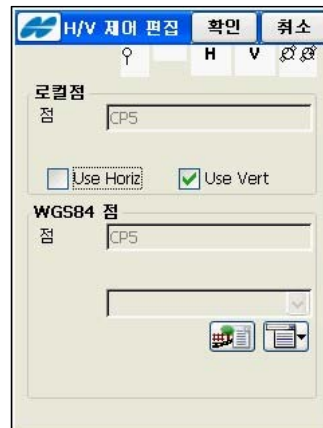 H/V 제어 편집 확인 취소
H V
로컬점
점 CP5
Use Horiz Use Vert
WGS84 점
점 CP5